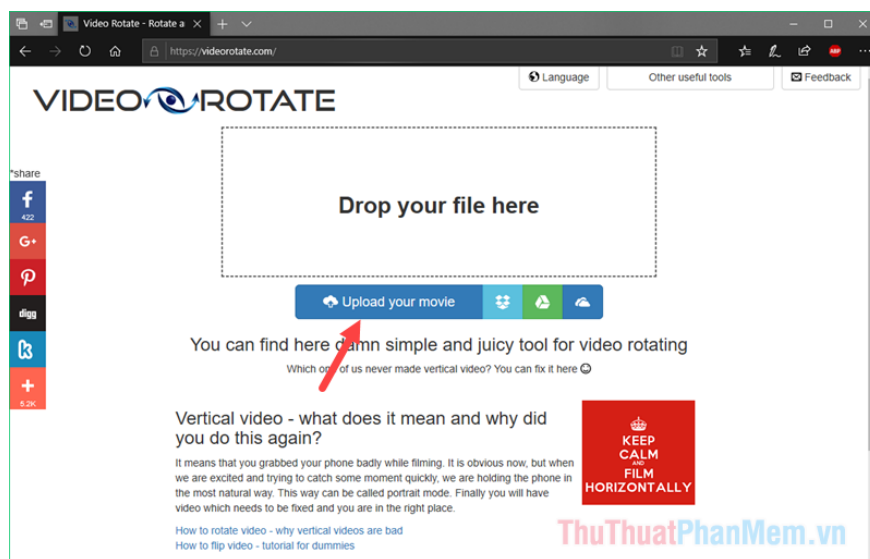 Video Rotate - Rotate a
https://videorotate.com/
ABP
Language
Other useful tools
Feedback
VIDEO ROTATE
*share
Drop your file here
f
422
G+
Upload your movie
digg
You can find here damn simple and juicy tool for video rotating
Which one of us never made vertical video? You can fix it here
5.2K
Vertical video - what does it mean and why did
you do this again?
It means that you grabbed your phone badly while filming. It is obvious now, but when
we are excited and trying to catch some moment quickly, we are holding the phone in
the most natural way. This way can be called portrait mode. Finally you will have
video which needs to be fixed and you are in the right place.
KEEP
CALM
AND
FILM
HORIZONTALLY
How to rotate video - why vertical videos are bad
How to flip video - tutorial for dummies
ThuThuatPhanMem.vn